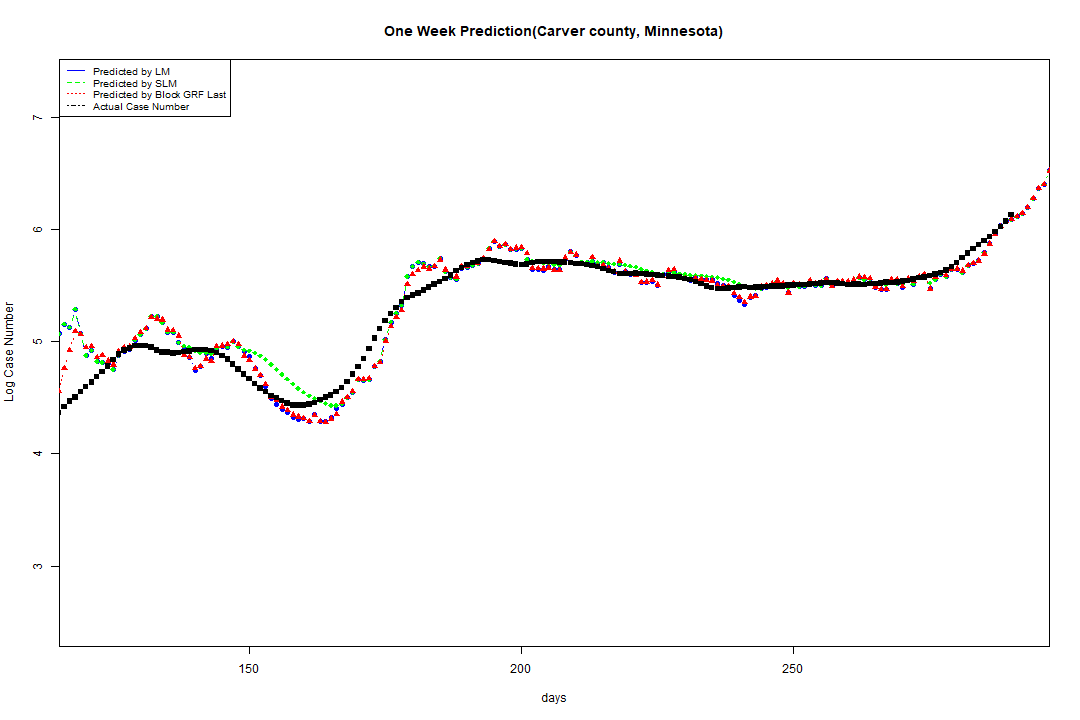 One Week Prediction(Carver county, Minnesota)
Predicted by LM
Predicted by SLM
Predicted by Block GRF Last
Actual Case Number
7
6
5
4
3
Log Case Number
150 200 250
days